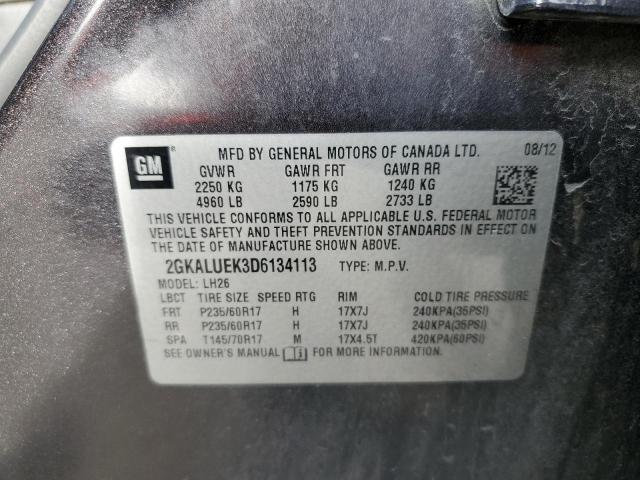 GM
®
MFD BY GENERAL MOTORS OF CANADA LTD. 08/12
GVWR GAWR FRT GAWR RR
2250 KG 1175 KG 1240 KG
4960 LB 2590 LB 2733 LB
THIS VEHICLE CONFORMS TO ALL APPLICABLE U.S. FEDERAL MOTOR
VEHICLE SAFETY AND THEFT PREVENTION STANDARDS IN EFFECT ON
THE DATE OF MANUFACTURE SHOWN ABOVE.
2GKALUEK3D6134113 TYPE: M.P.V.
MODEL: LH26
LBCT TIRE SIZE SPEED RTG RIM COLD TIRE PRESSURE
FRT P235/60R17 H 17X7J 240KPA(35PSI)
RR P235/60R17 H 17X7J 240KPA(35PSI)
SPA T145/70R17 M 17X4.5T 420KPA(60PSI)
SEE OWNER'S MANUAL FOR MORE INFORMATION.